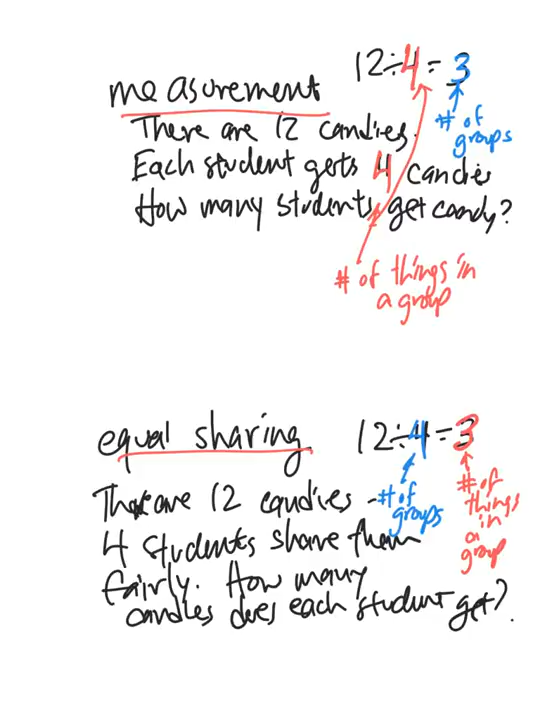 12÷4=3
measurement
# of
groups
There are 12 candies.
Each student gets 4 candies
How many students get candy?
# of things in
a group
equal sharing
12÷4=3
# of
groups
# of
things
in
a
group
There are 12 candies
4 students share them
fairly. How many
candies does each student get?